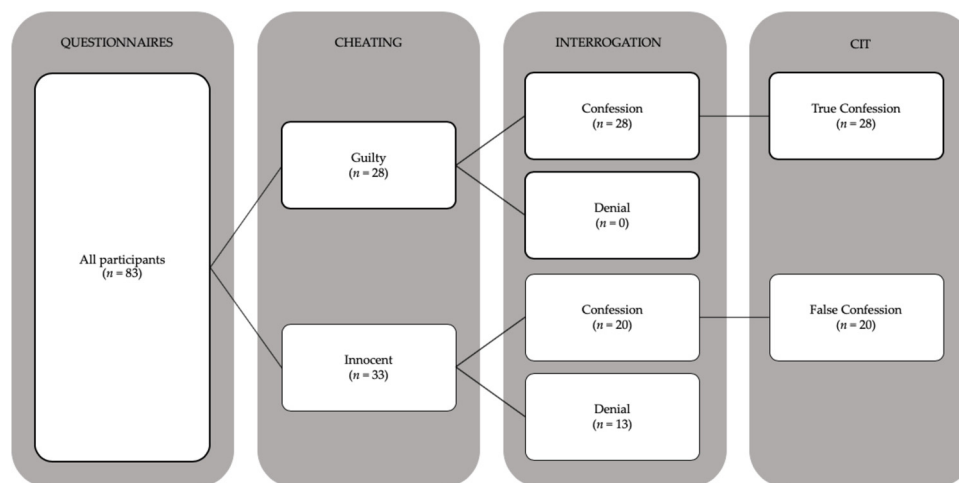 QUESTIONNAIRES
CHEATING
INTERROGATION
CIT
All participants
(n = 83)
Guilty
(n = 28)
Innocent
(n = 33)
Confession
(n = 28)
Denial
(n = 0)
Confession
(n = 20)
Denial
(n = 13)
True Confession
(n = 28)
False Confession
(n = 20)